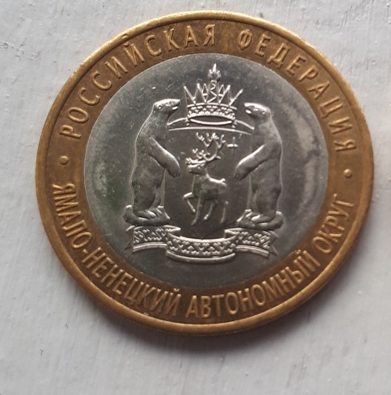 РОССИЙСКАЯ ФЕДЕРАЦИЯ
ЯМАЛО-НЕНЕЦКИЙ АВТОНОМНЫЙ ОКРУГ